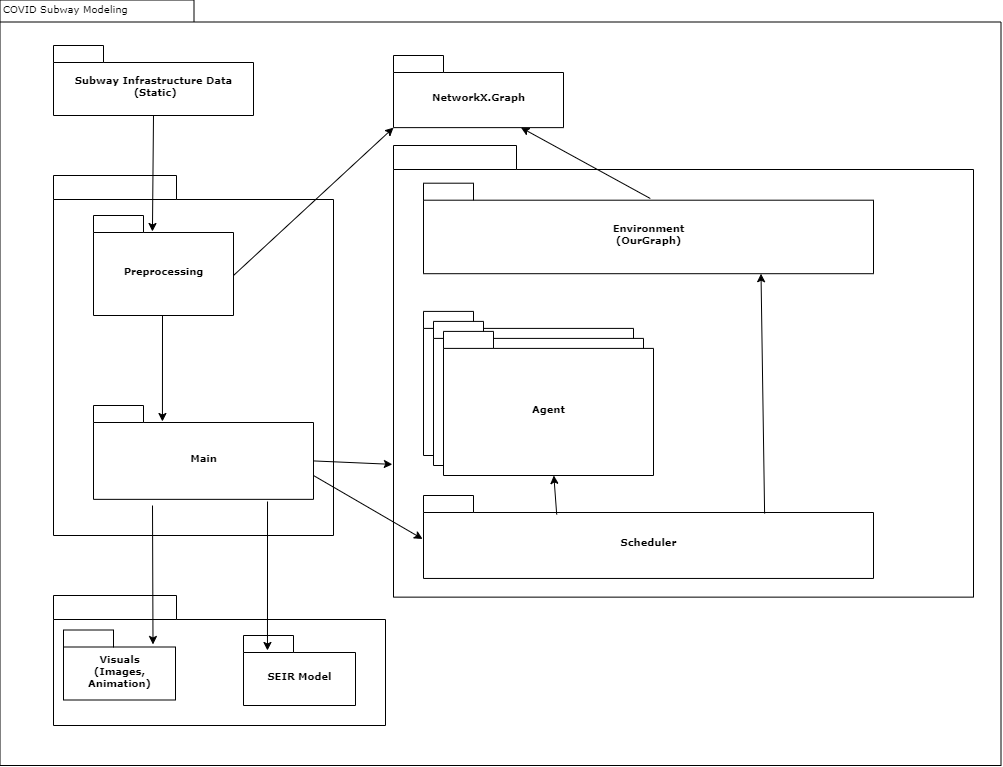 COVID Subway Modeling
Subway Infrastructure Data
(Static)
NetworkX.Graph
Environment
(OurGraph)
Preprocessing
Agent
Main
Scheduler
Visuals
(Images,
Animation)
SEIR Model